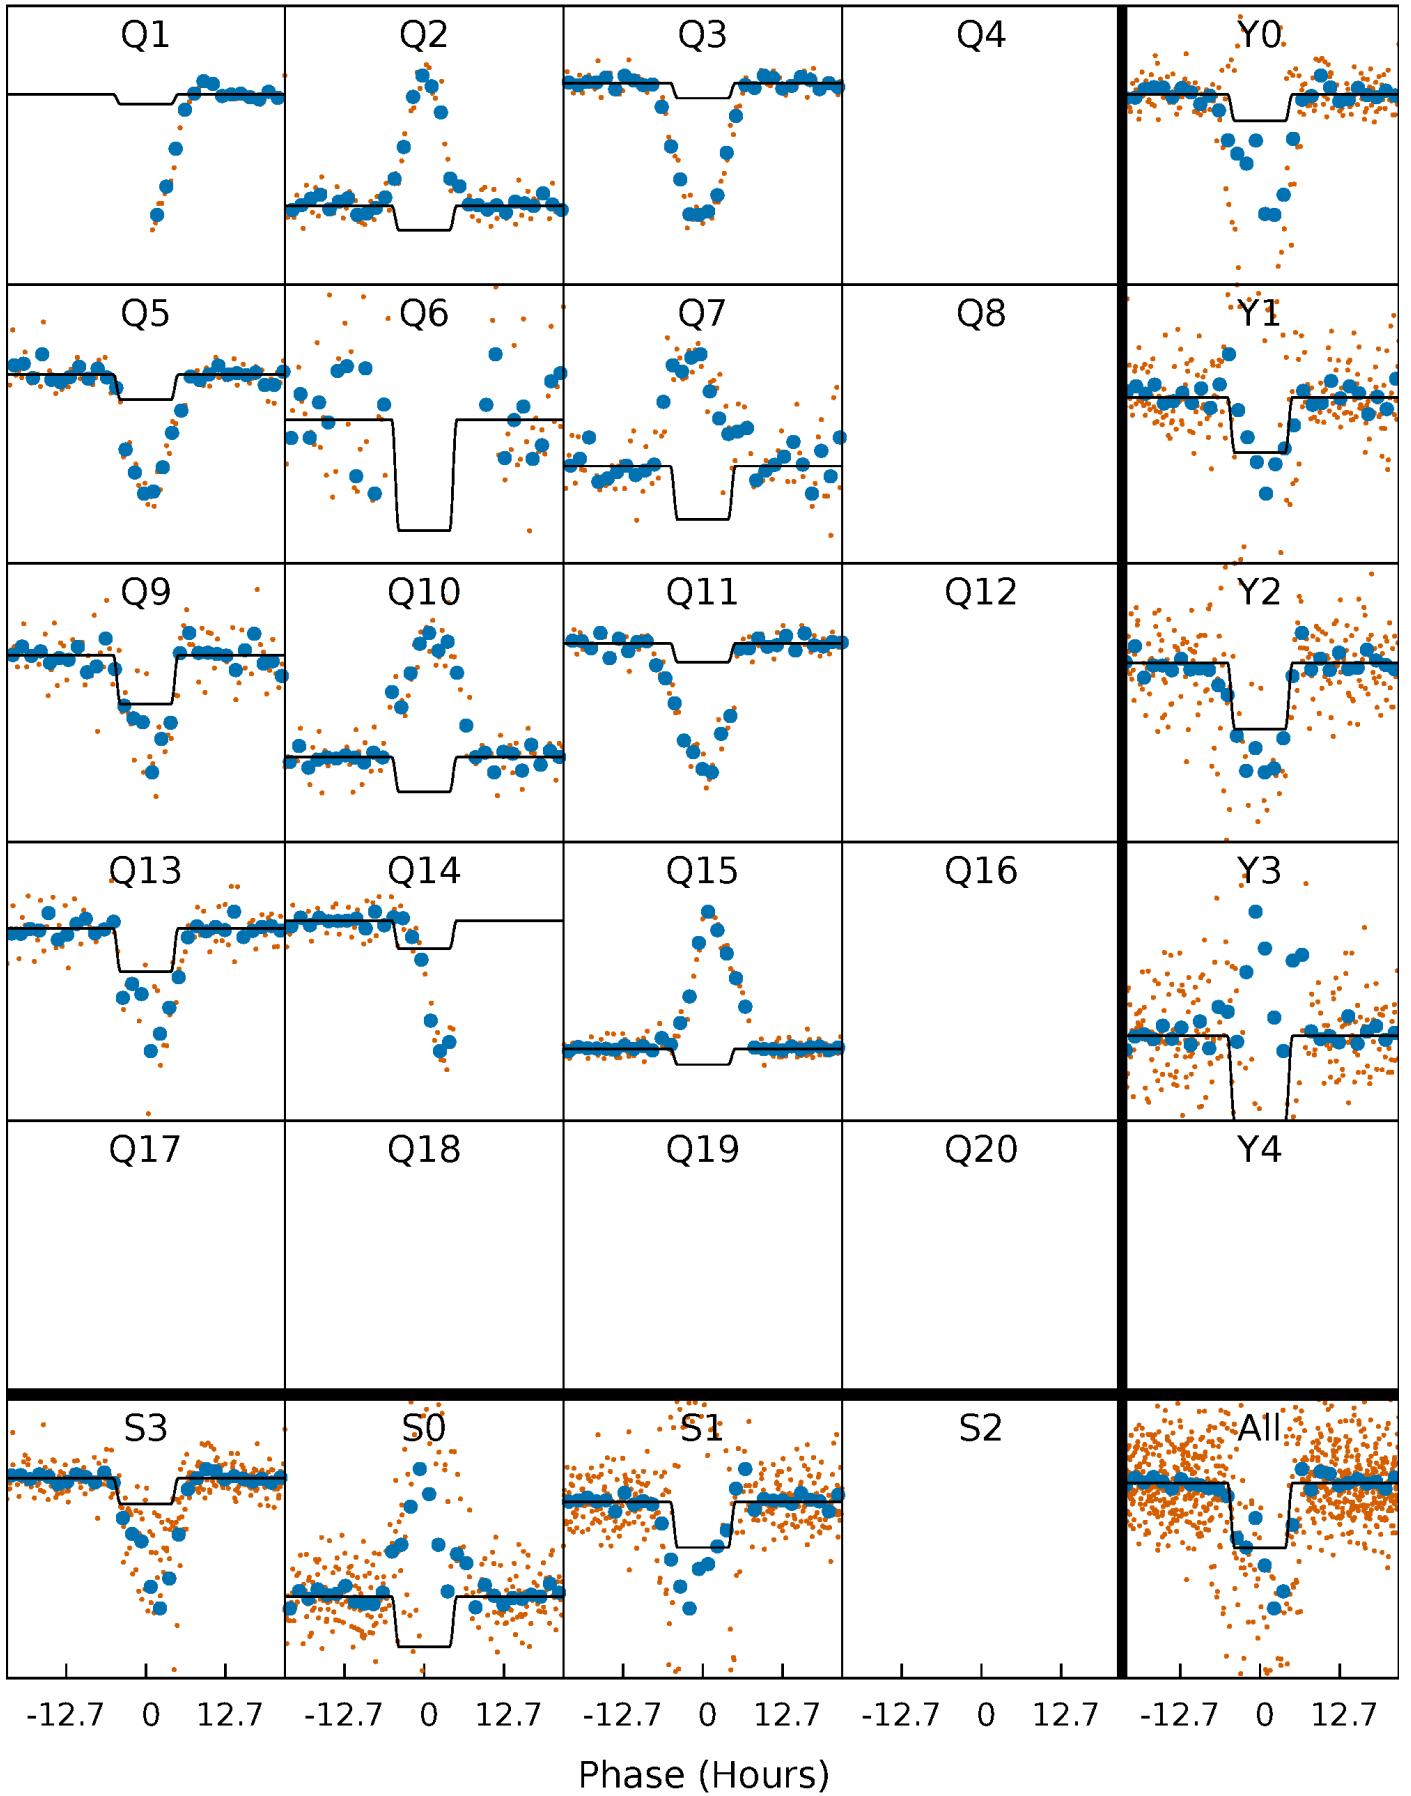 Q1 Q2 Q3 Q4 Y0
Q5 Q6 Q7 Q8 Y1
Q9 Q10 Q11 Q12 Y2
Q13 Q14 Q15 Q16 Y3
Q17 Q18 Q19 Q20 Y4
S3 S0 S1 S2 All
-12.7 0 12.7 -12.7 0 12.7 -12.7 0 12.7 -12.7 0 12.7 -12.7 0 12.7
Phase (Hours)